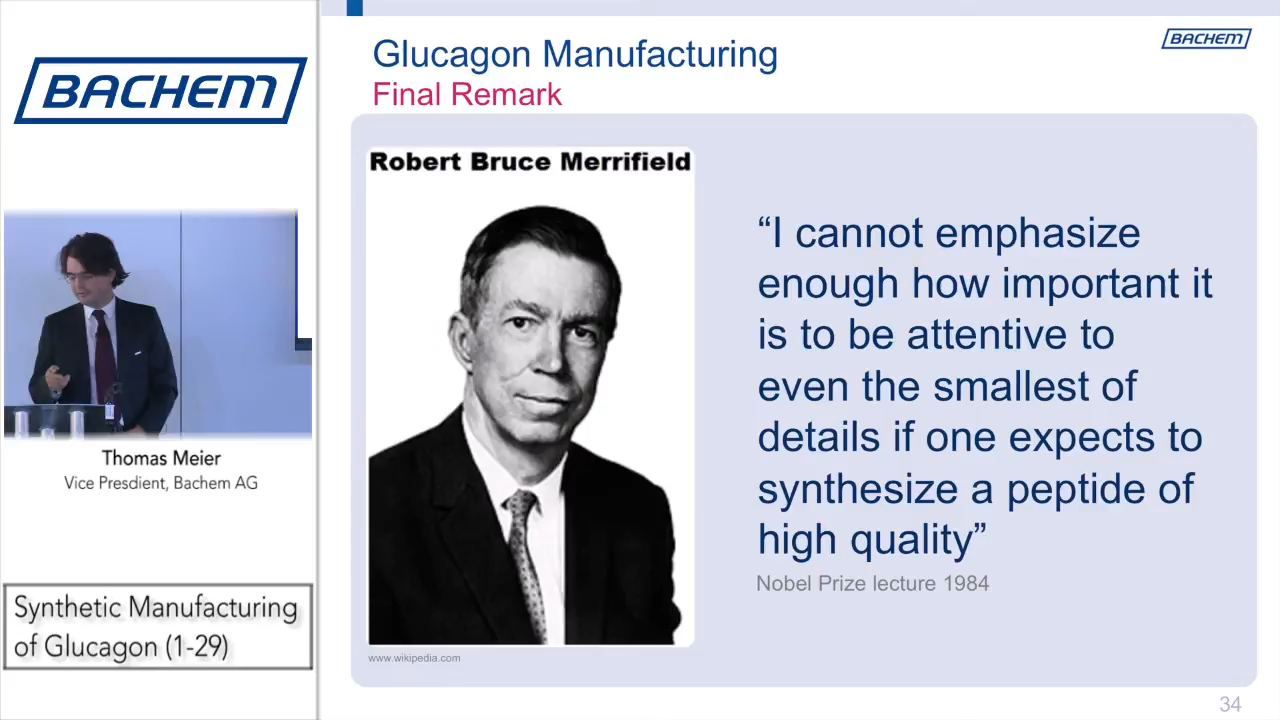 BACHEM
Thomas Meier
Vice Presdient, Bachem AG
Synthetic Manufacturing
of Glucagon (1-29)
BACHEM
Glucagon Manufacturing
Final Remark
Robert Bruce Merrifield
“I cannot emphasize
enough how important it
is to be attentive to
even the smallest of
details if one expects to
synthesize a peptide of
high quality”
Nobel Prize lecture 1984
www.wikipedia.com
34